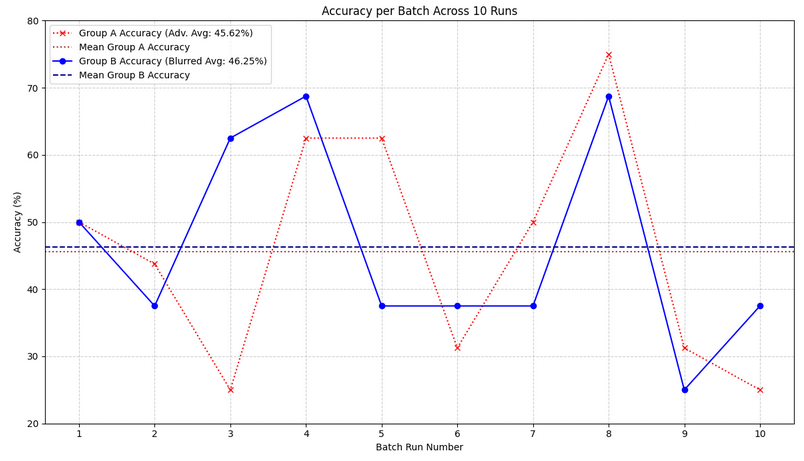 Accuracy per Batch Across 10 Runs
Group A Accuracy (Adv. Avg: 45.62%)
Mean Group A Accuracy
Group B Accuracy (Blurred Avg: 46.25%)
Mean Group B Accuracy
Accuracy (%)
80
70
60
50
40
30
20
1 2 3 4 5 6 7 8 9 10
Batch Run Number